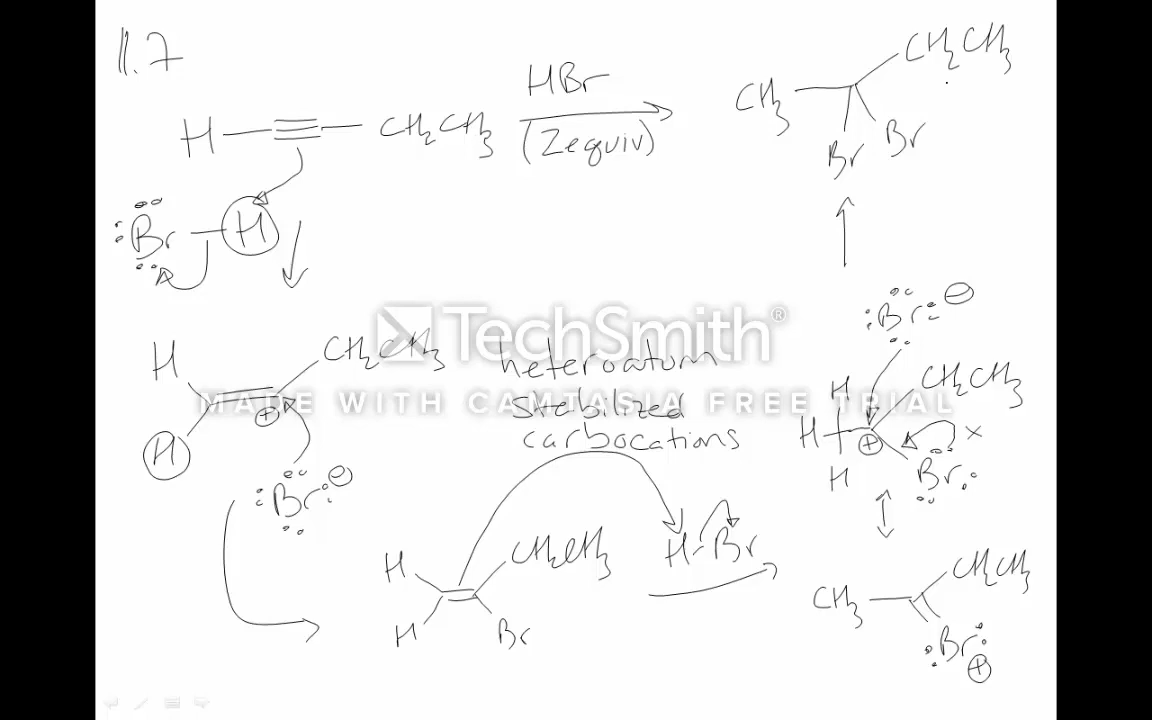 11.7
H CH2CH3
HBr
(2equiv)
CH3 CH2CH3
Br Br
Br H
TechSmith®
MADE WITH CAMTASIA FREE TRIAL
H CH2CH3
H
+
Br −
heteroatom
stabilized
carbocations
Br −
H CH2CH3
H + ×
H Br
H CH2CH3
H Br
H-Br
CH3 CH2CH3
Br
+